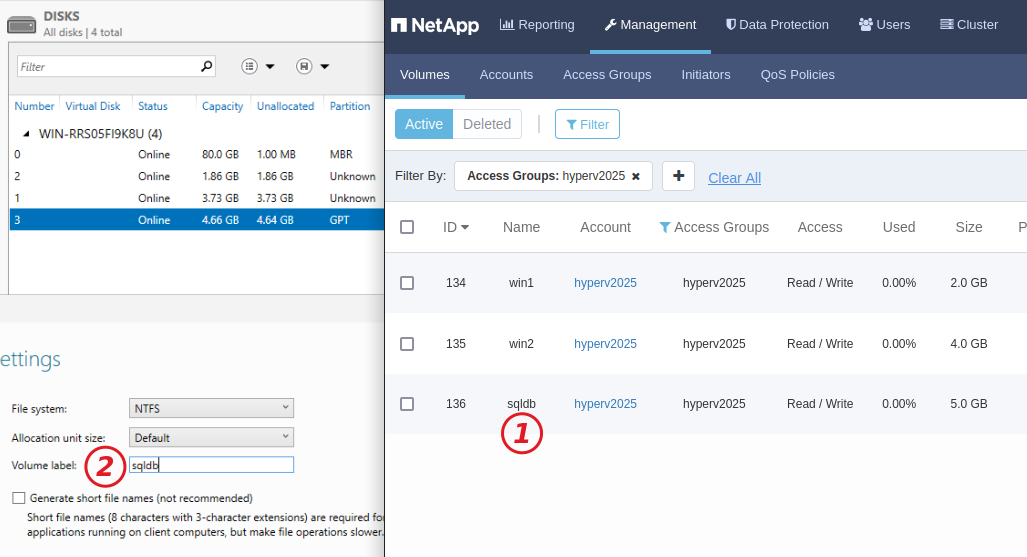 DISKS
All disks | 4 total
Filter
Number Virtual Disk Status Capacity Unallocated Partition
WIN-RRS05FI9K8U (4)
0 Online 80.0 GB 1.00 MB MBR
2 Online 1.86 GB 1.86 GB Unknown
1 Online 3.73 GB 3.73 GB Unknown
3 Online 4.66 GB 4.64 GB GPT
ettings
File system: NTFS
Allocation unit size: Default
Volume label: sqldb
2
Generate short file names (not recommended)
Short file names (8 characters with 3-character extensions) are required for
applications running on client computers, but make file operations slower.
NetApp Reporting Management Data Protection Users Cluster
Volumes Accounts Access Groups Initiators QoS Policies
Active Deleted | Filter
Filter By: Access Groups: hyperv2025 × + Clear All
ID Name Account Access Groups Access Used Size P
134 win1 hyperv2025 hyperv2025 Read / Write 0.00% 2.0 GB
135 win2 hyperv2025 hyperv2025 Read / Write 0.00% 4.0 GB
136 sqldb hyperv2025 hyperv2025 Read / Write 0.00% 5.0 GB
1